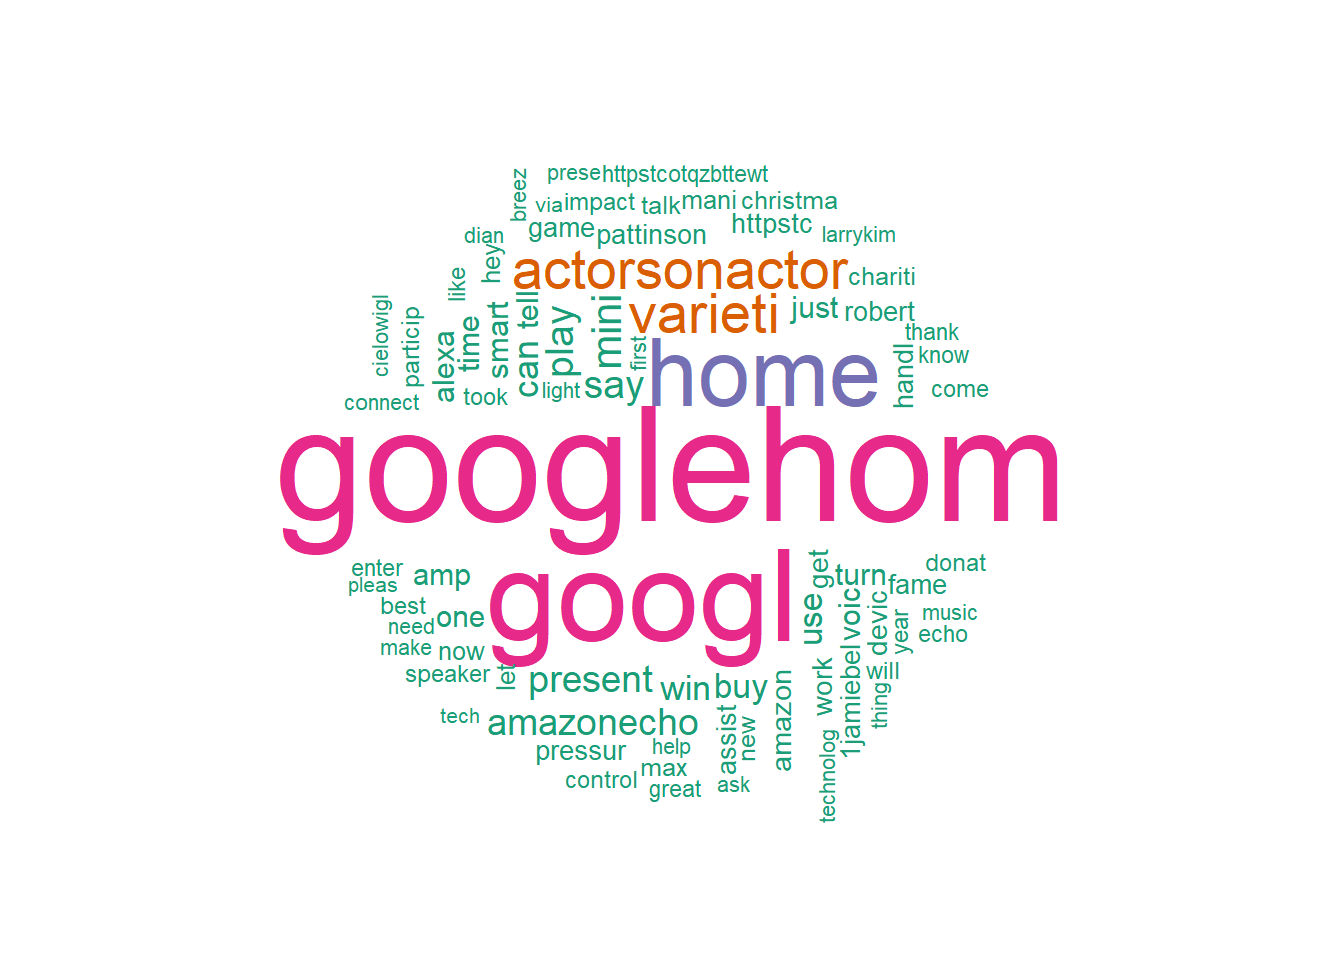 prese httpstcotqzbttewt
breez
via impact talk mani christma
game pattinson httpstc larrykim
dian
hey
actorsonactor chariti
like
cielowigl
particip
alexa
time
smart
can tell
play
mini
varieti just robert
first
thank
know
handl
come
home
connect took light say
googlehom
googl
enter amp
pleas
best one
need
make now
speaker let
get turn donat
fame
use voic devic year music
echo
work 1jamiebel will
thing
present win buy amazon
tech amazonecho assist new
pressur help
control max
great ask
technolog